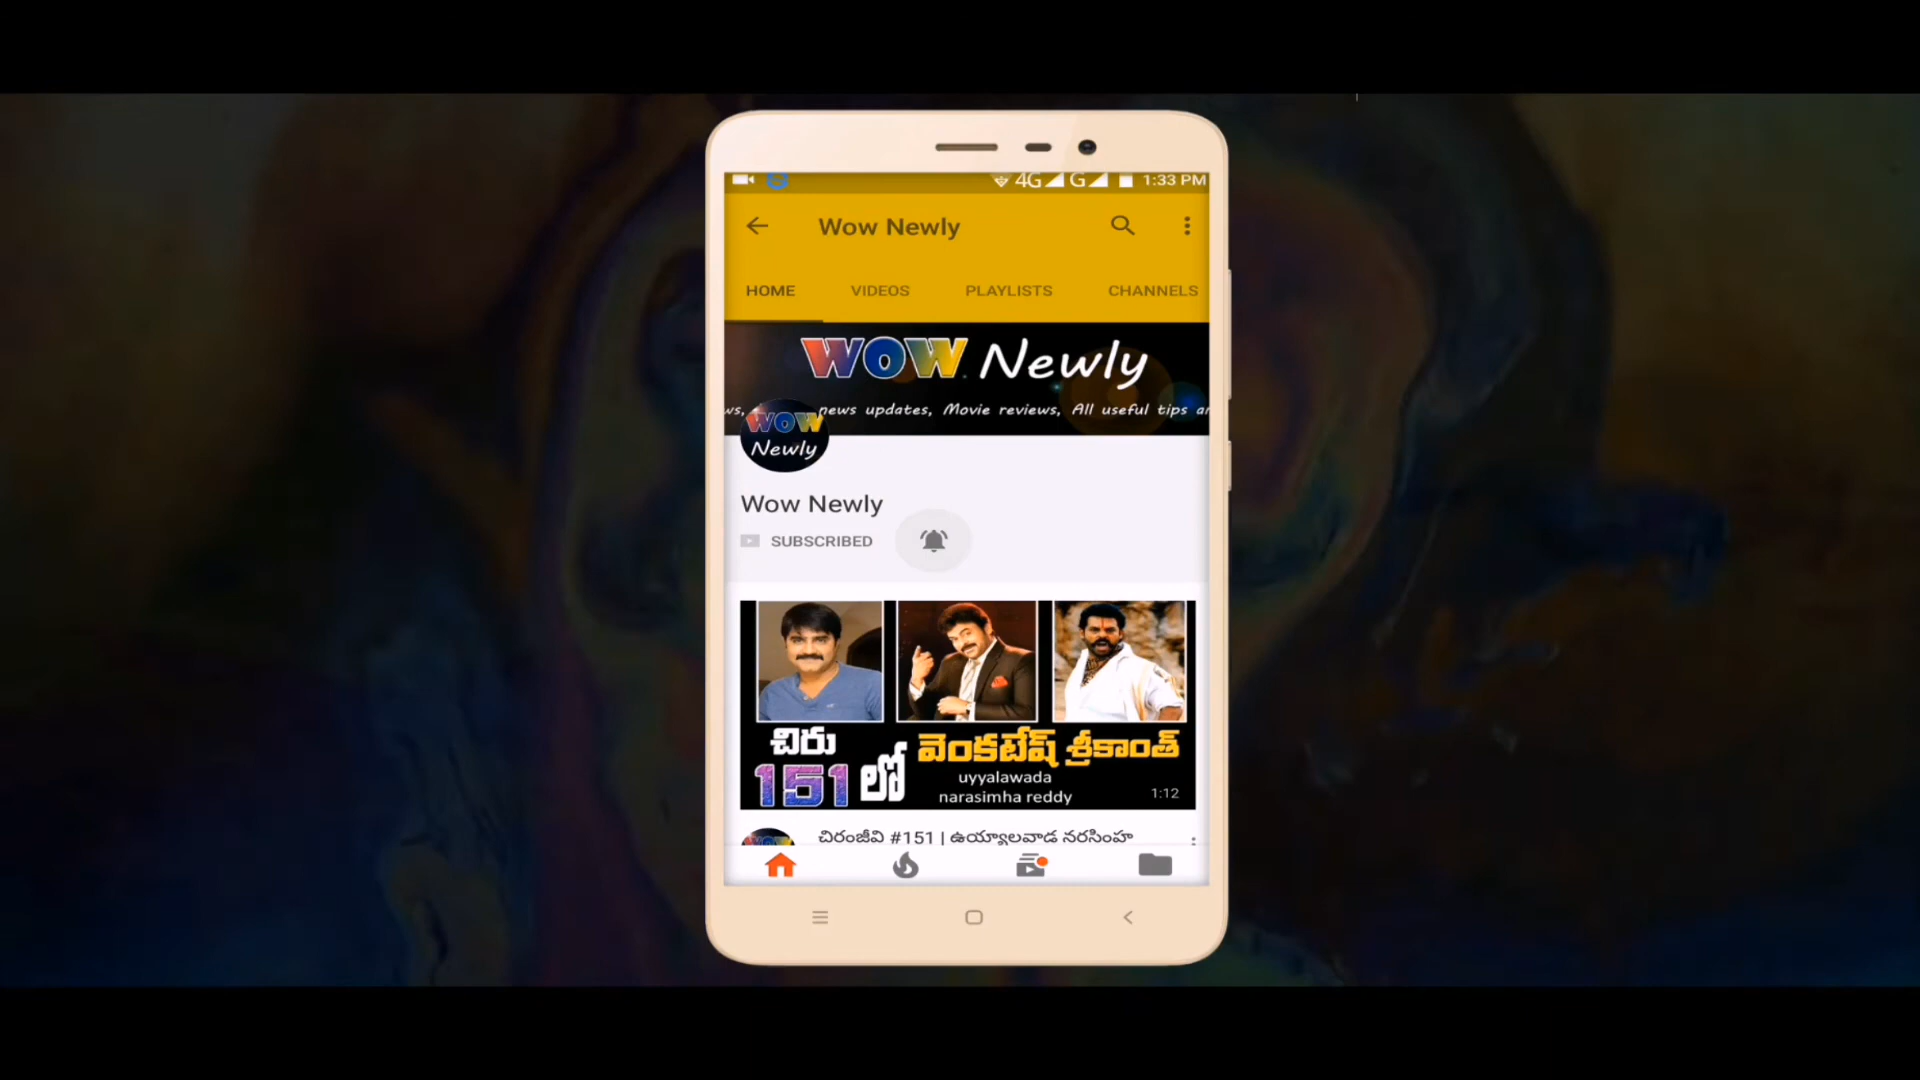 4G G 1:33 PM
Wow Newly
HOME VIDEOS PLAYLISTS CHANNELS
WOW Newly
ws, news updates, Movie reviews, All useful tips
WOW
Newly
Wow Newly
SUBSCRIBED
చిరు
151 లో
వెంకటేష్ శ్రీకాంత్
uyyalawada
narasimha reddy
1:12
చిరంజీవి #151 | ఉయ్యాలవాడ నరసింహ